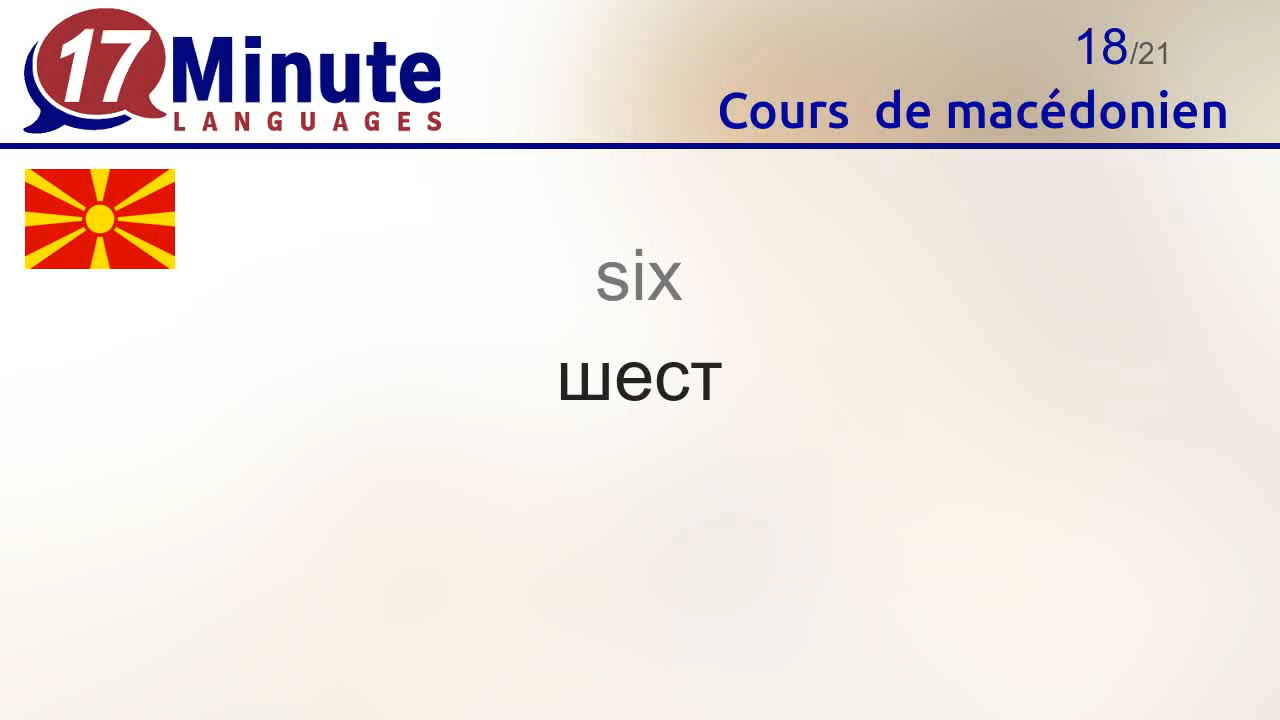 17 Minute
LANGUAGES
18/21
Cours de macédonien
six
шест